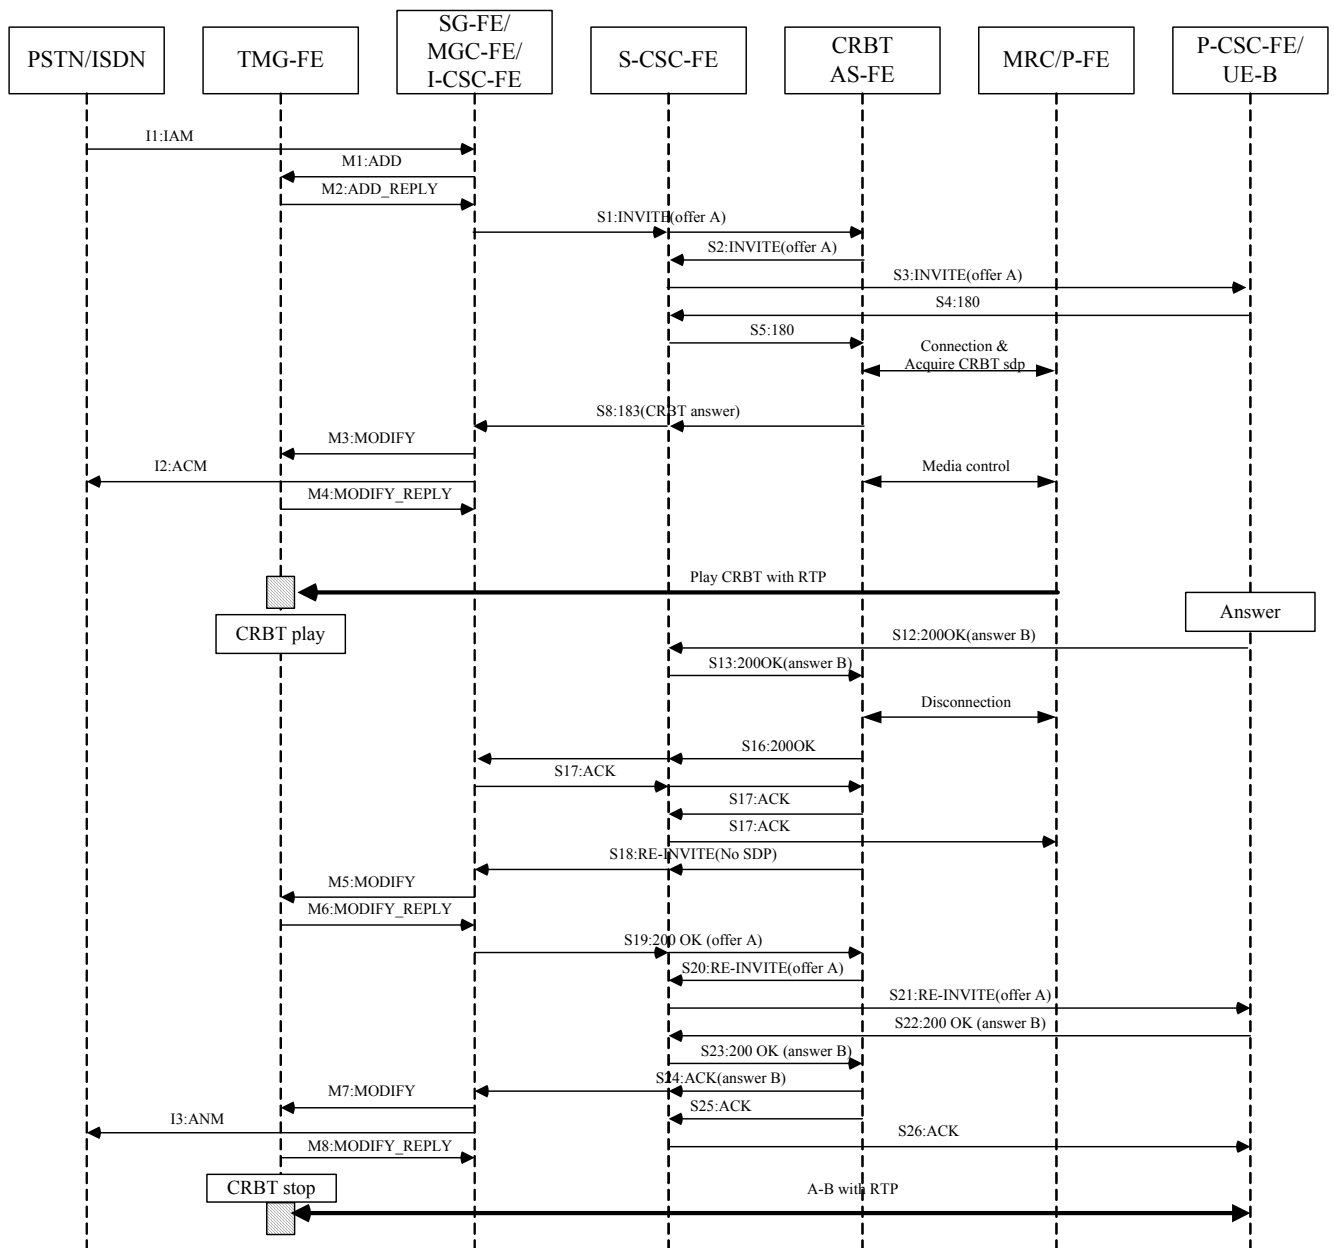 PSTN/ISDN
TMG-FE
SG-FE/
MGC-FE/
I-CSC-FE
S-CSC-FE
CRBT
AS-FE
MRC/P-FE
P-CSC-FE/
UE-B
I1:IAM
M1:ADD
M2:ADD_REPLY
S1:INVITE(offer A)
S2:INVITE(offer A)
S3:INVITE(offer A)
S4:180
S5:180
Connection &
Acquire CRBT sdp
S8:183(CRBT answer)
M3:MODIFY
I2:ACM
Media control
M4:MODIFY_REPLY
Play CRBT with RTP
Answer
CRBT play
S12:200OK(answer B)
S13:200OK(answer B)
Disconnection
S16:200OK
S17:ACK
S17:ACK
S17:ACK
S18:RE-INVITE(No SDP)
M5:MODIFY
M6:MODIFY_REPLY
S19:200 OK (offer A)
S20:RE-INVITE(offer A)
S21:RE-INVITE(offer A)
S22:200 OK (answer B)
S23:200 OK (answer B)
S24:ACK(answer B)
M7:MODIFY
S25:ACK
I3:ANM
S26:ACK
M8:MODIFY_REPLY
CRBT stop
A-B with RTP